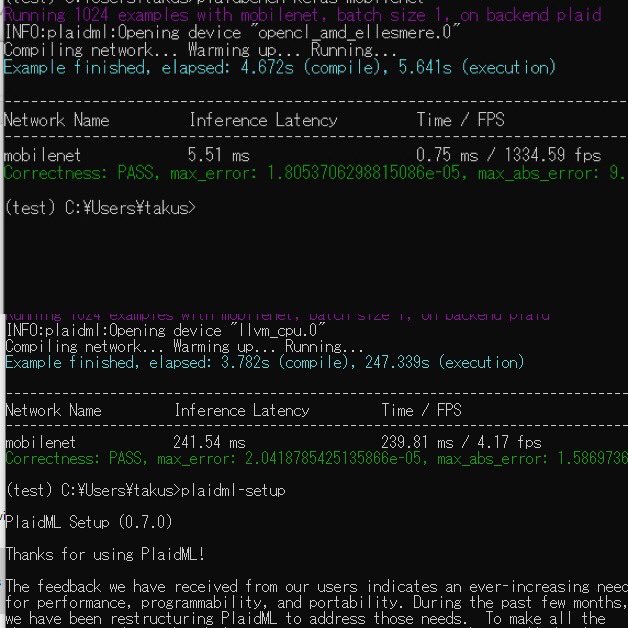 Running 1024 examples with mobilenet, batch size 1, on backend plaid
INFO:plaidml:Opening device "opencl_amd_ellesmere.0"
Compiling network... Warming up... Running...
Example finished, elapsed: 4.672s (compile), 5.641s (execution)
Network Name Inference Latency Time / FPS
mobilenet 5.51 ms 0.75 ms / 1334.59 fps
Correctness: PASS, max_error: 1.8053706298815086e-05, max_abs_error: 9.
(test) C:¥Users¥takus>
Running 1024 examples with mobilenet, batch size 1, on backend plaid
INFO:plaidml:Opening device "llvm_cpu.0"
Compiling network... Warming up... Running...
Example finished, elapsed: 3.782s (compile), 247.339s (execution)
Network Name Inference Latency Time / FPS
mobilenet 241.54 ms 239.81 ms / 4.17 fps
Correctness: PASS, max_error: 2.0418785425135866e-05, max_abs_error: 1.5869736
(test) C:¥Users¥takus>plaidml-setup
PlaidML Setup (0.7.0)
Thanks for using PlaidML!
The feedback we have received from our users indicates an ever-increasing need
for performance, programmability, and portability. During the past few months,
we have been restructuring PlaidML to address those needs. To make all the